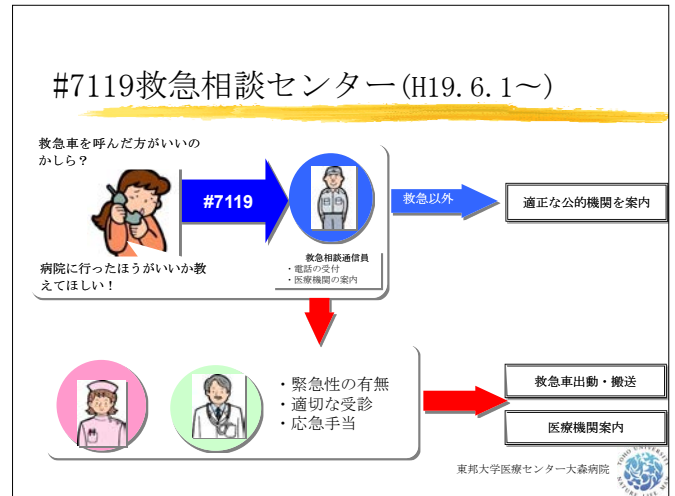 #7119救急相談センター(H19.6.1～)
救急車を呼んだ方がいいの
かしら？
#7119
救急以外
適正な公的機関を案内
病院に行ったほうがいいか教
えてほしい！
救急相談通信員
・電話の受付
・医療機関の案内
・緊急性の有無
・適切な受診
・応急手当
救急車出動・搬送
医療機関案内
東邦大学医療センター大森病院
TOHO UNIVERSITY